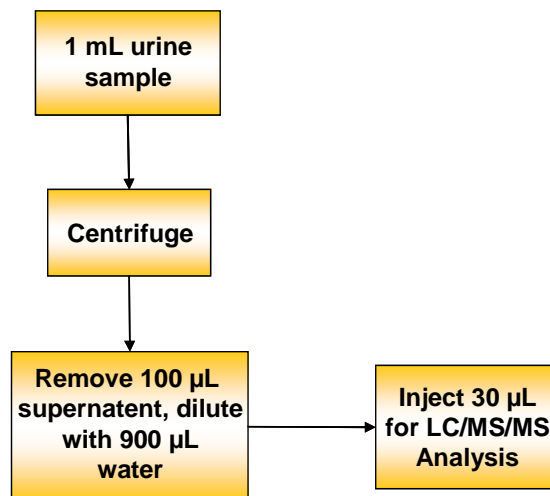 1 mL urine
sample
Centrifuge
Remove 100 µL
supernatent, dilute
with 900 µL
water
Inject 30 µL
for LC/MS/MS
Analysis